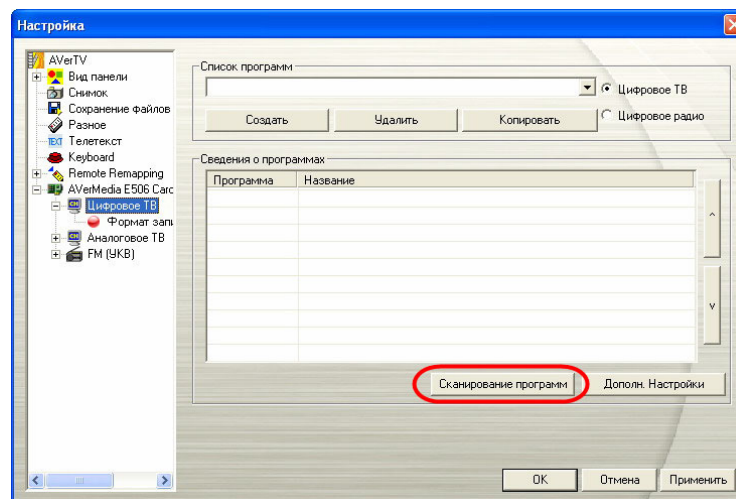 Настройка
AVerTV
Вид панели
Снимок
Сохранение файлов
Разное
TEXT Телетекст
Keyboard
Remote Remapping
AVerMedia E506 Carc
Цифровое ТВ
Формат запи
Аналоговое ТВ
FM (УКВ)
Список программ
Цифровое ТВ
Цифровое радио
Создать
Удалить
Копировать
Сведения о программах
Программа Название
Сканирование программ
Дополн. Настройки
OK
Отмена
Применить